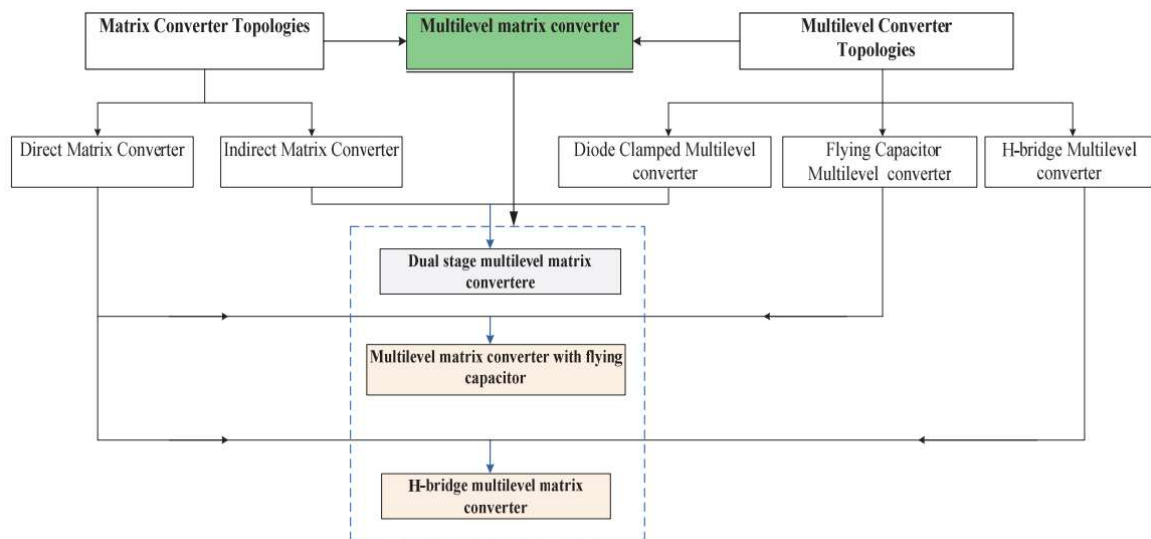 Matrix Converter Topologies
Multilevel matrix converter
Multilevel Converter
Topologies
Direct Matrix Converter
Indirect Matrix Converter
Diode Clamped Multilevel
converter
Flying Capacitor
Multilevel converter
H-bridge Multilevel
converter
Dual stage multilevel matrix
convertere
Multilevel matrix converter with flying
capacitor
H-bridge multilevel matrix
converter